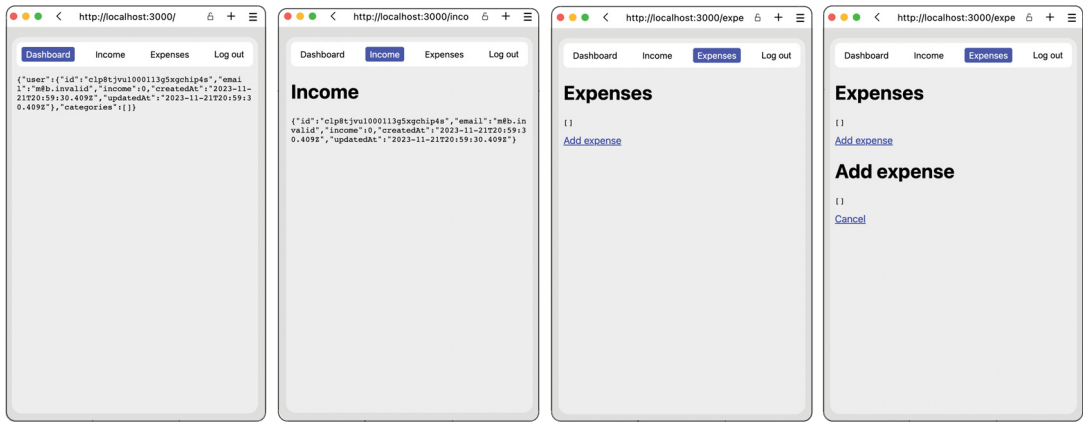 http://localhost:3000/
Dashboard Income Expenses Log out
{"user":{"id":"clp8tjvul000113g5xgchip4s","emai
l":"m@b.invalid","income":0,"createdAt":"2023-11-
21T20:59:30.409Z","updatedAt":"2023-11-21T20:59:3
0.409Z"},"categories":[]}
http://localhost:3000/inco
Dashboard Income Expenses Log out
Income
{"id":"clp8tjvul000113g5xgchip4s","email":"m@b.in
valid","income":0,"createdAt":"2023-11-21T20:59:3
0.409Z","updatedAt":"2023-11-21T20:59:30.409Z"}
http://localhost:3000/expe
Dashboard Income Expenses Log out
Expenses
[]
Add expense
http://localhost:3000/expe
Dashboard Income Expenses Log out
Expenses
[]
Add expense
Add expense
[]
Cancel